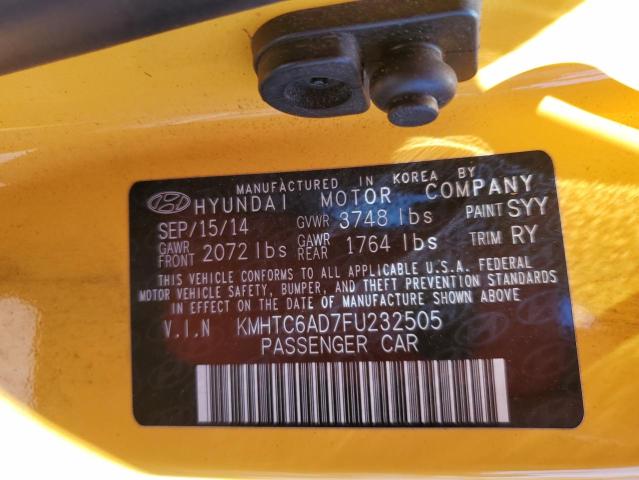 MANUFACTURED IN KOREA BY
HYUNDAI MOTOR COMPANY
SEP/15/14 GVWR 3748 lbs PAINT SYY
GAWR FRONT 2072 lbs GAWR REAR 1764 lbs TRIM RY
THIS VEHICLE CONFORMS TO ALL APPLICABLE U.S.A. FEDERAL
MOTOR VEHICLE SAFETY, BUMPER, AND THEFT PREVENTION STANDARDS
IN EFFECT ON THE DATE OF MANUFACTURE SHOWN ABOVE.
V.I.N KMHTC6AD7FU232505
PASSENGER CAR